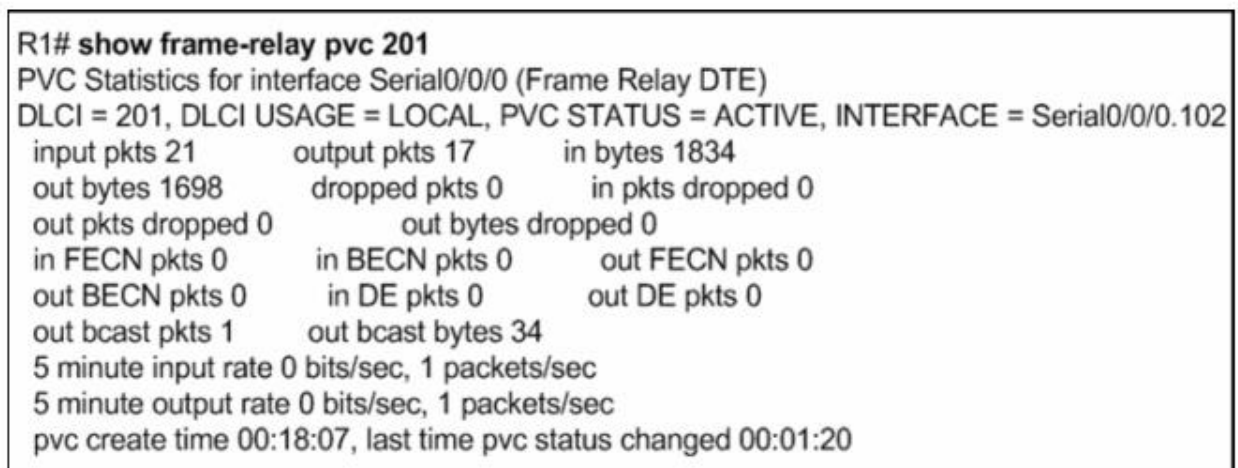 R1# show frame-relay pvc 201
PVC Statistics for interface Serial0/0/0 (Frame Relay DTE)
DLCI = 201, DLCI USAGE = LOCAL, PVC STATUS = ACTIVE, INTERFACE = Serial0/0/0.102
input pkts 21 output pkts 17 in bytes 1834
out bytes 1698 dropped pkts 0 in pkts dropped 0
out pkts dropped 0 out bytes dropped 0
in FECN pkts 0 in BECN pkts 0 out FECN pkts 0
out BECN pkts 0 in DE pkts 0 out DE pkts 0
out bcast pkts 1 out bcast bytes 34
5 minute input rate 0 bits/sec, 1 packets/sec
5 minute output rate 0 bits/sec, 1 packets/sec
pvc create time 00:18:07, last time pvc status changed 00:01:20